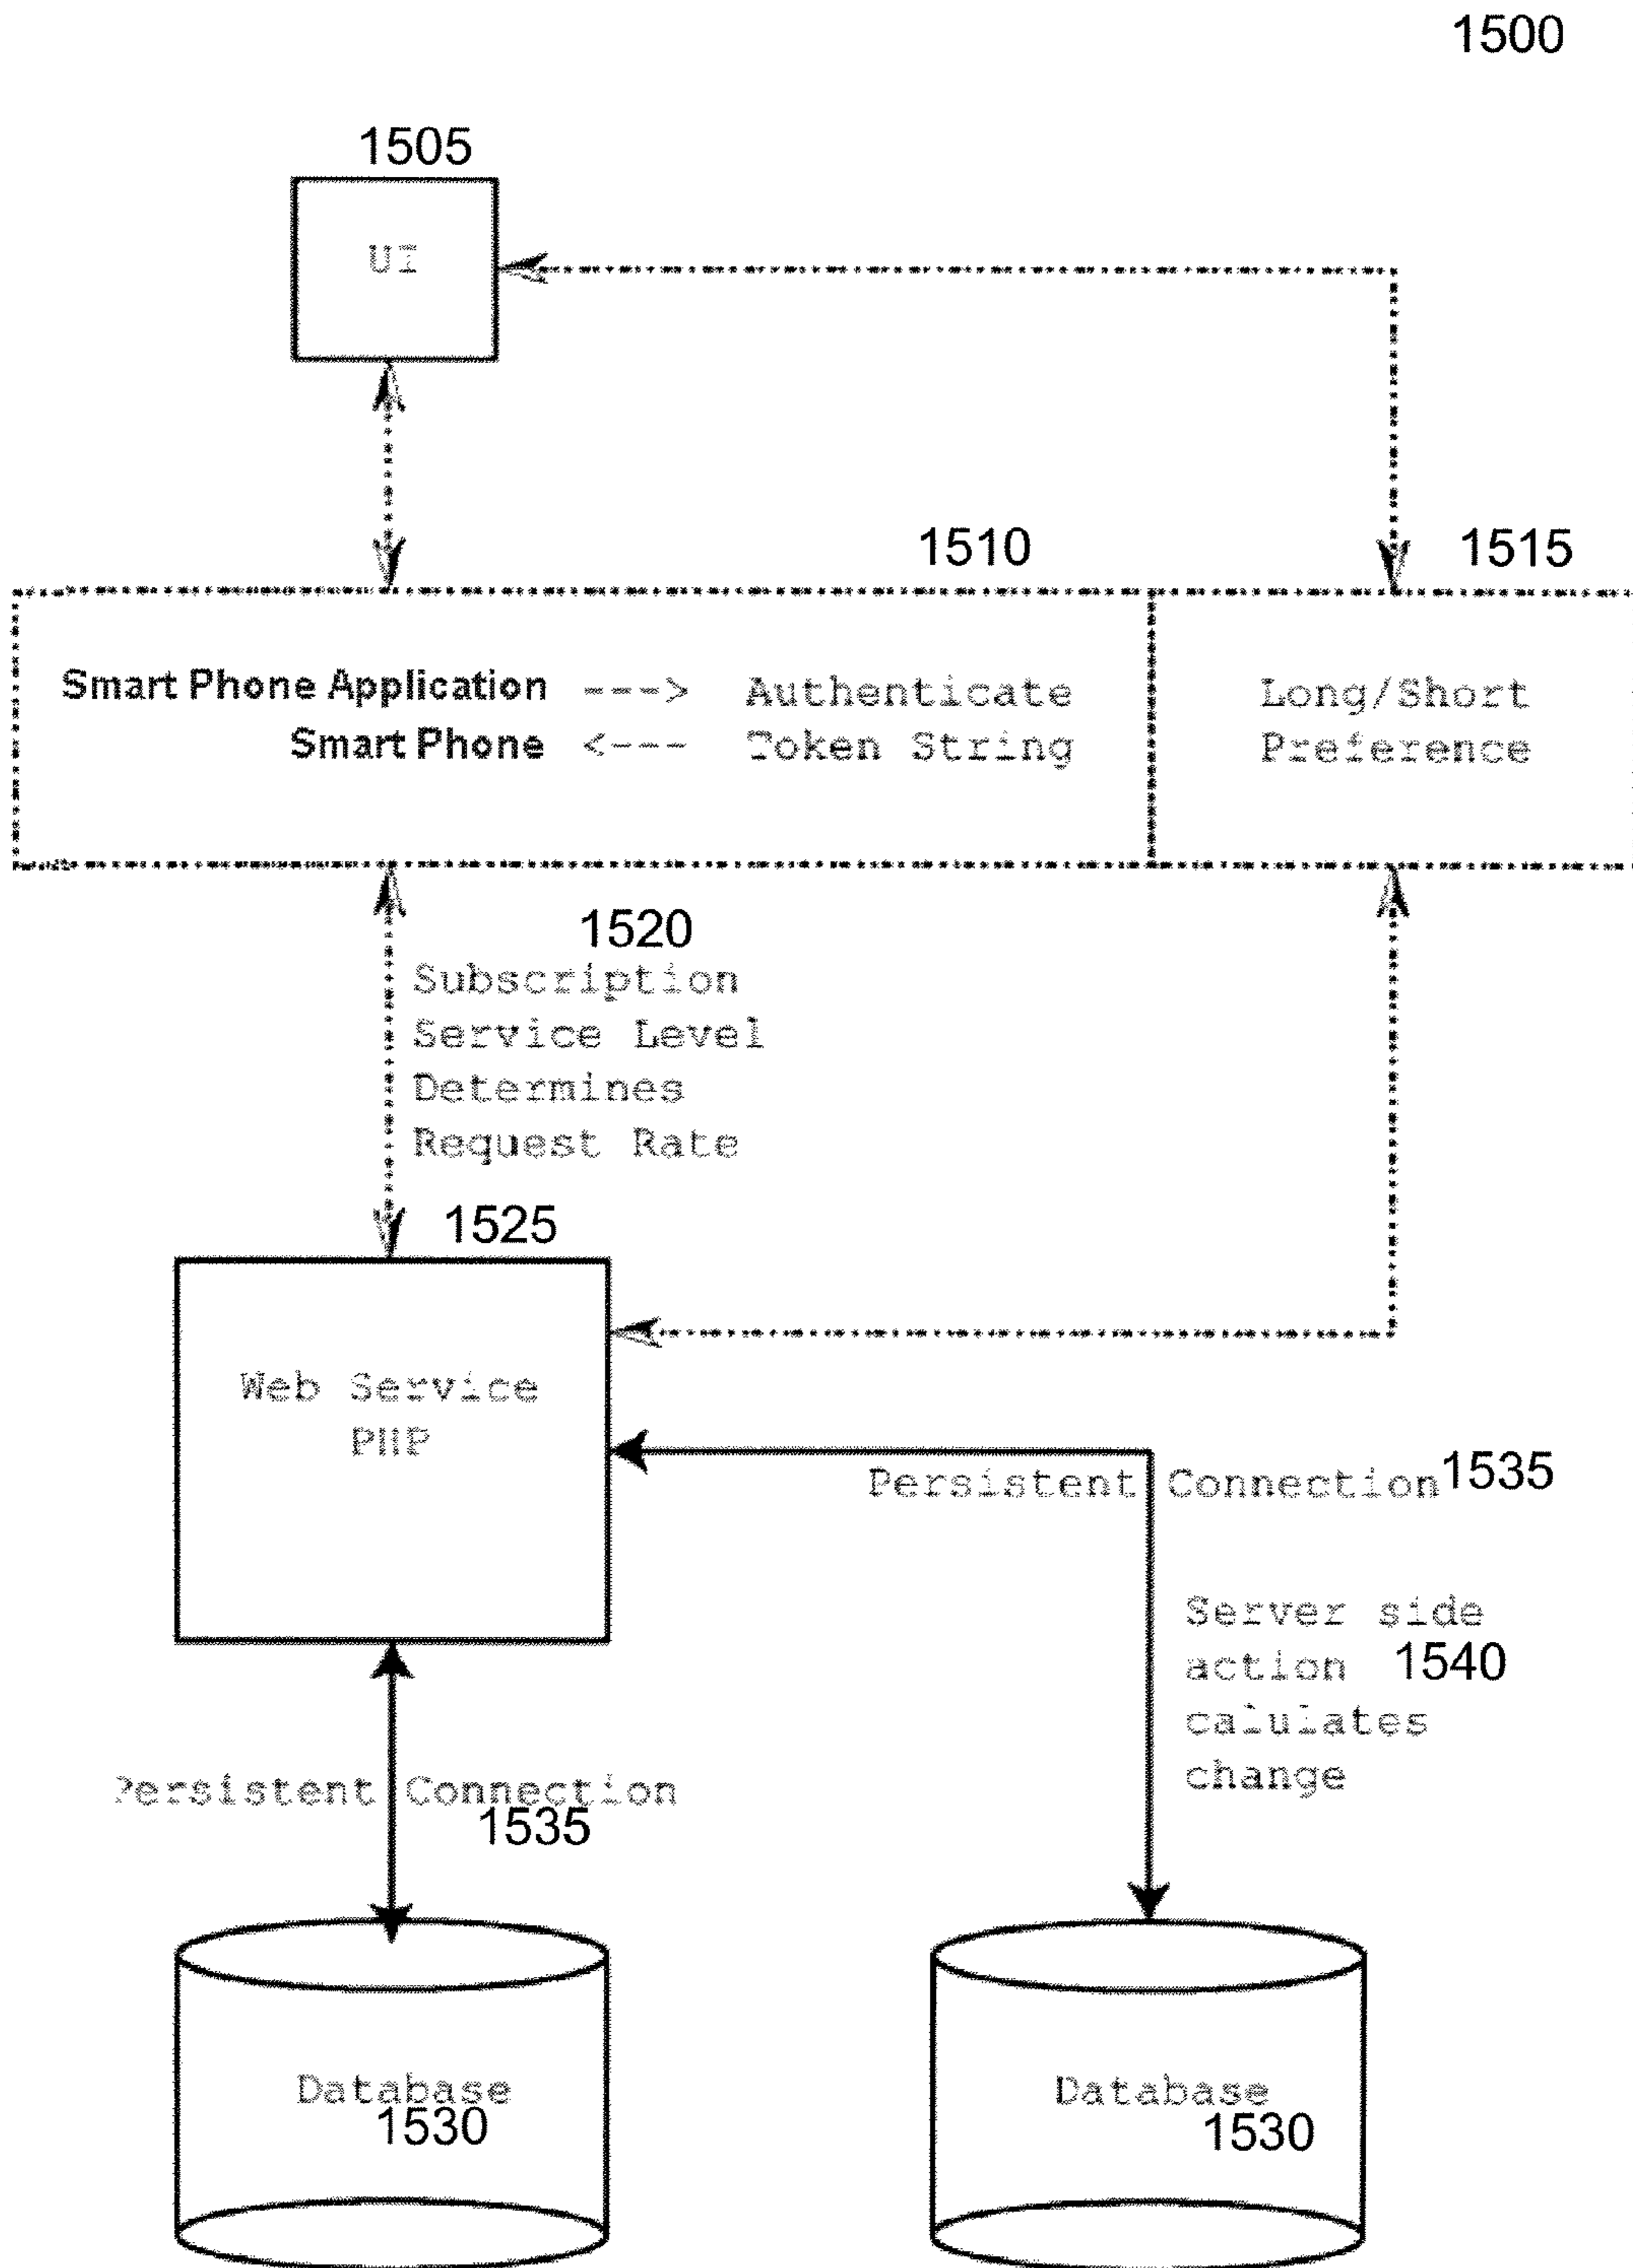 1500
1505
UI
1510
1515
Smart Phone Application ---> Authenticate
Smart Phone <--- Token String
Long/Short
Preference
1520
Subscription
Service Level
Determines
Request Rate
1525
Web Service
PHP
Persistent Connection 1535
Server side
action 1540
calulates
change
Persistent Connection
1535
Database
1530
Database
1530